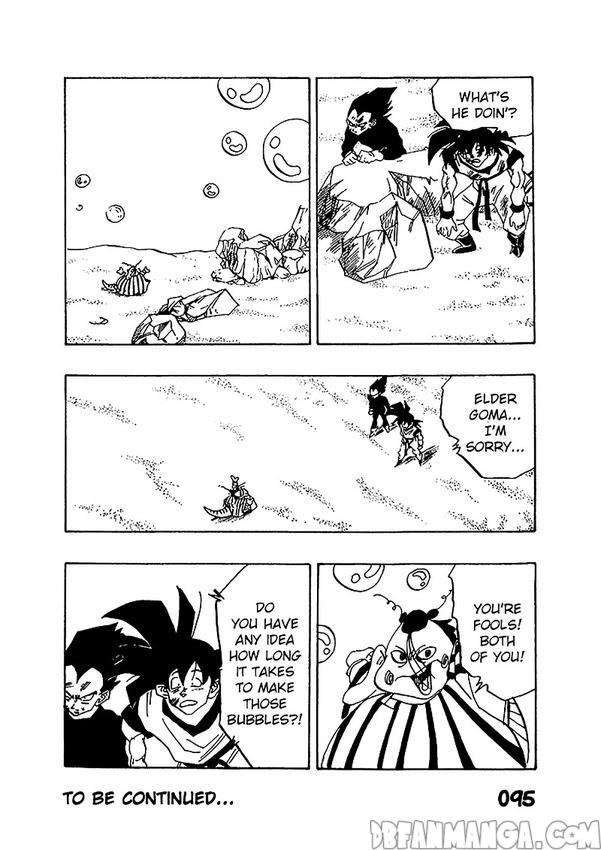 WHAT'S
HE DOIN'?
ELDER
GOMA...
I'M
SORRY...
YOU'RE
FOOLS!
BOTH
OF YOU!
DO
YOU HAVE
ANY IDEA
HOW LONG
IT TAKES
TO MAKE
THOSE
BUBBLES?!
TO BE CONTINUED...
095
DBFANMANGA.COM